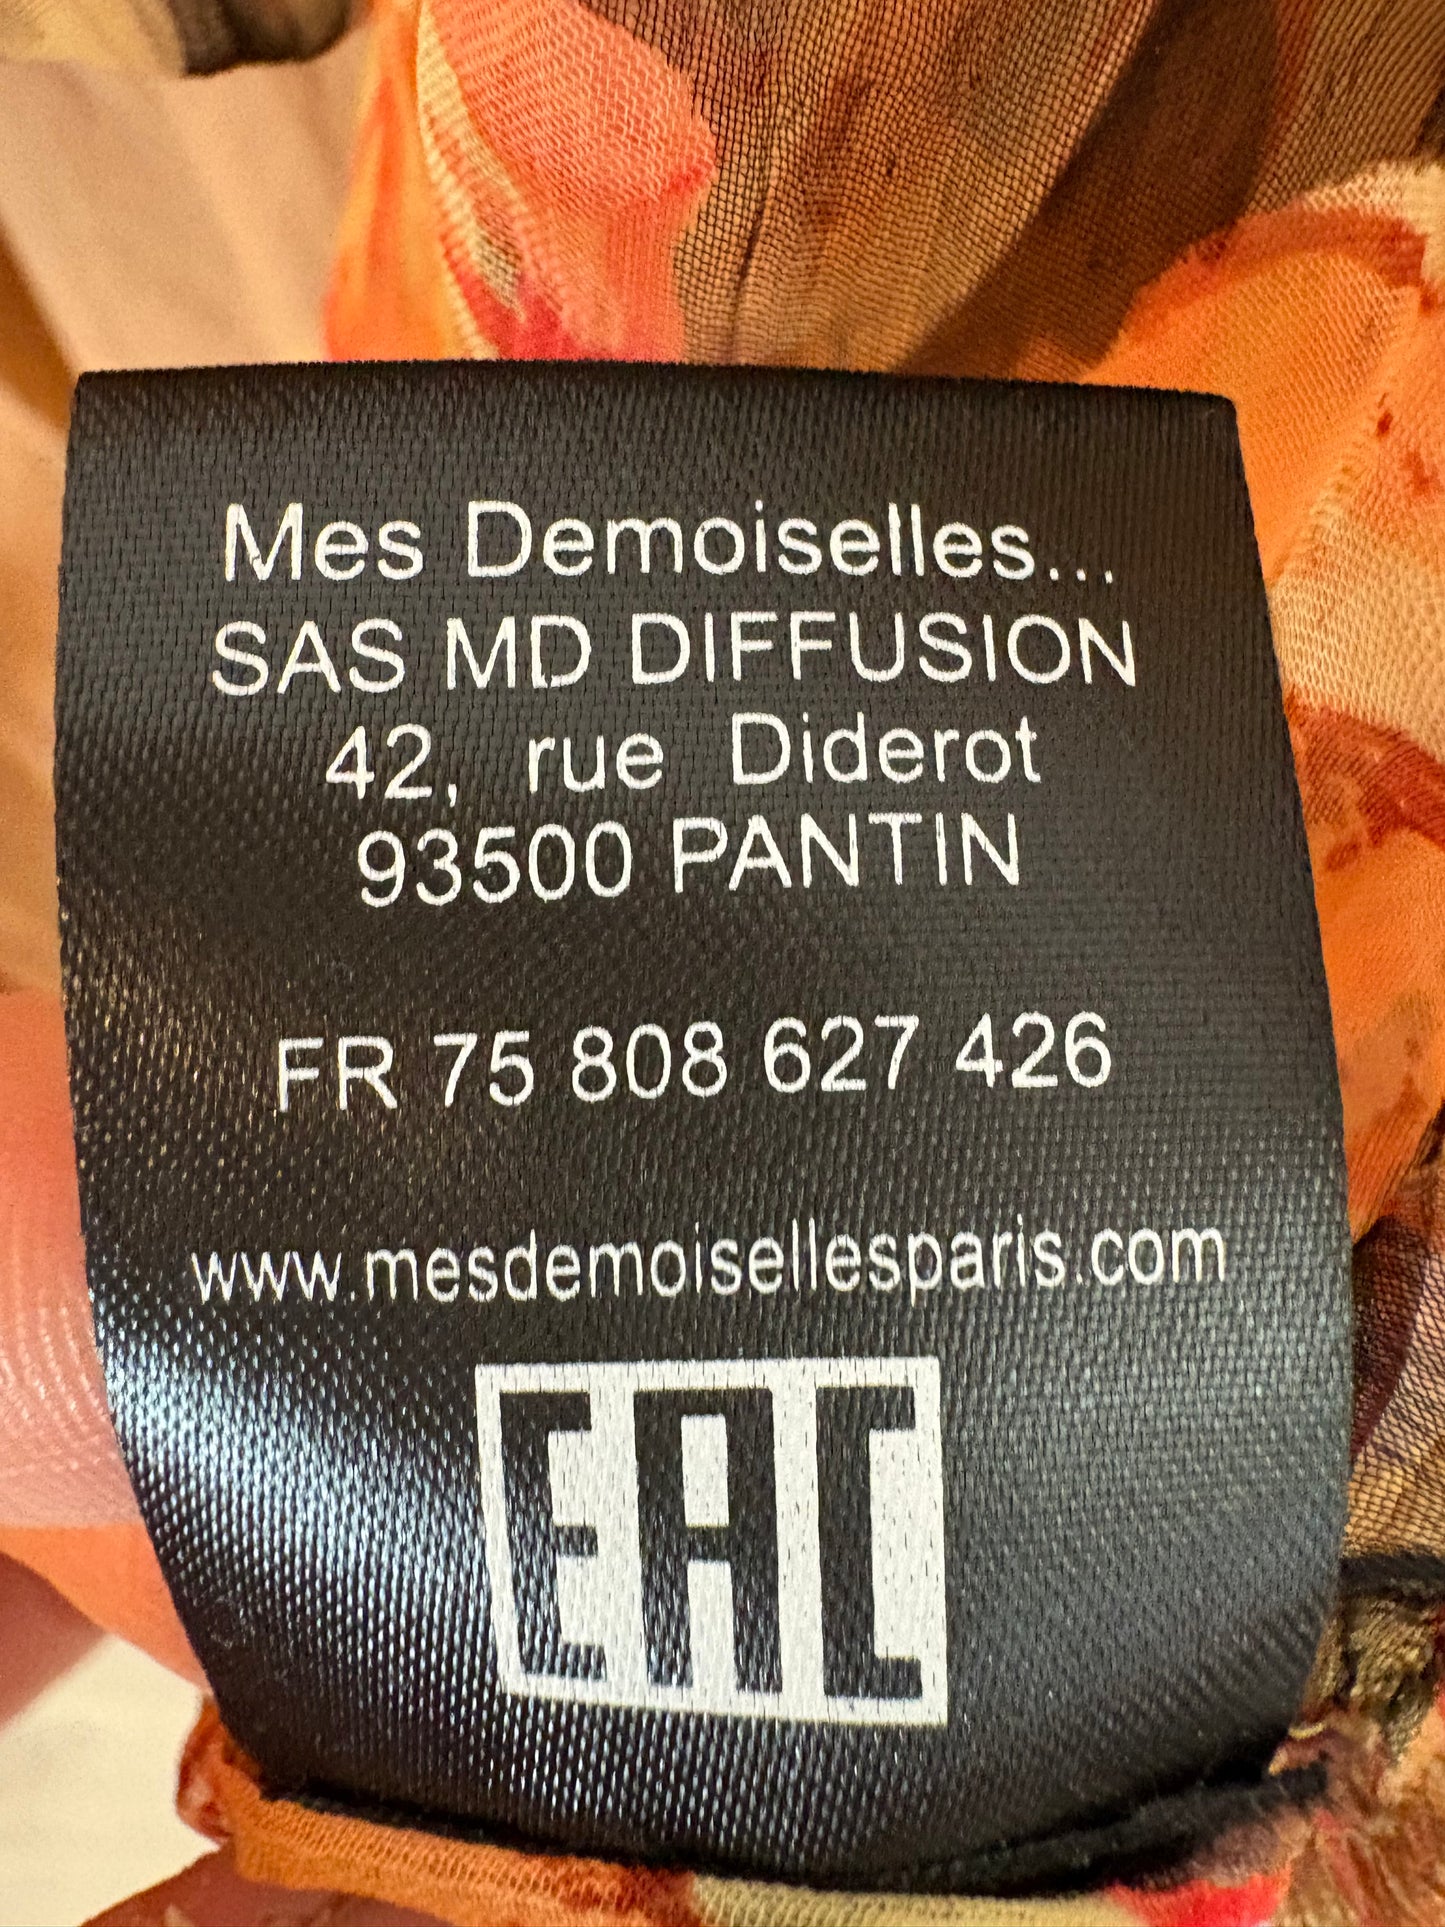 Mes Demoiselles...
SAS MD DIFFUSION
42, rue Diderot
93500 PANTIN
FR 75 808 627 426
www.mesdemoisellesparis.com
EAC